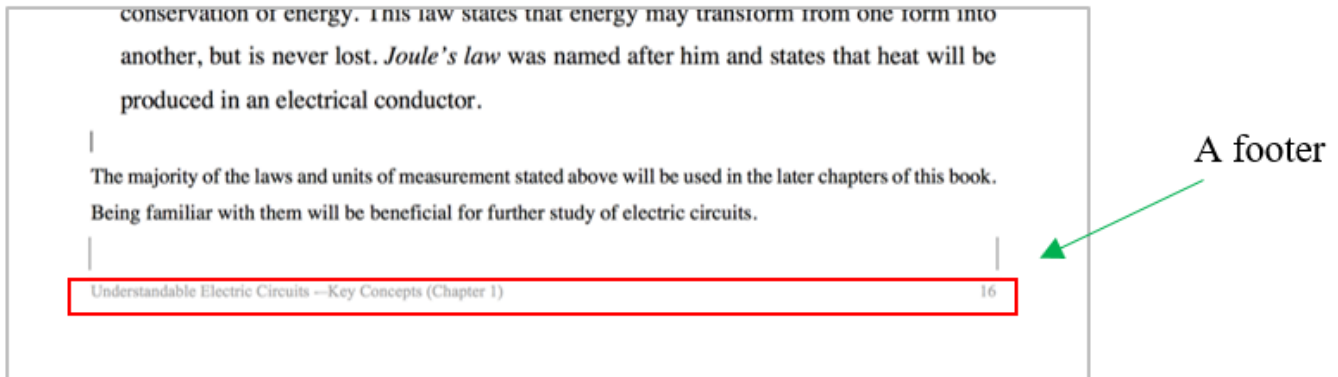 conservation of energy. This law states that energy may transform from one form into
another, but is never lost. Joule's law was named after him and states that heat will be
produced in an electrical conductor.
A footer
The majority of the laws and units of measurement stated above will be used in the later chapters of this book.
Being familiar with them will be beneficial for further study of electric circuits.
Understandable Electric Circuits —Key Concepts (Chapter 1) 16